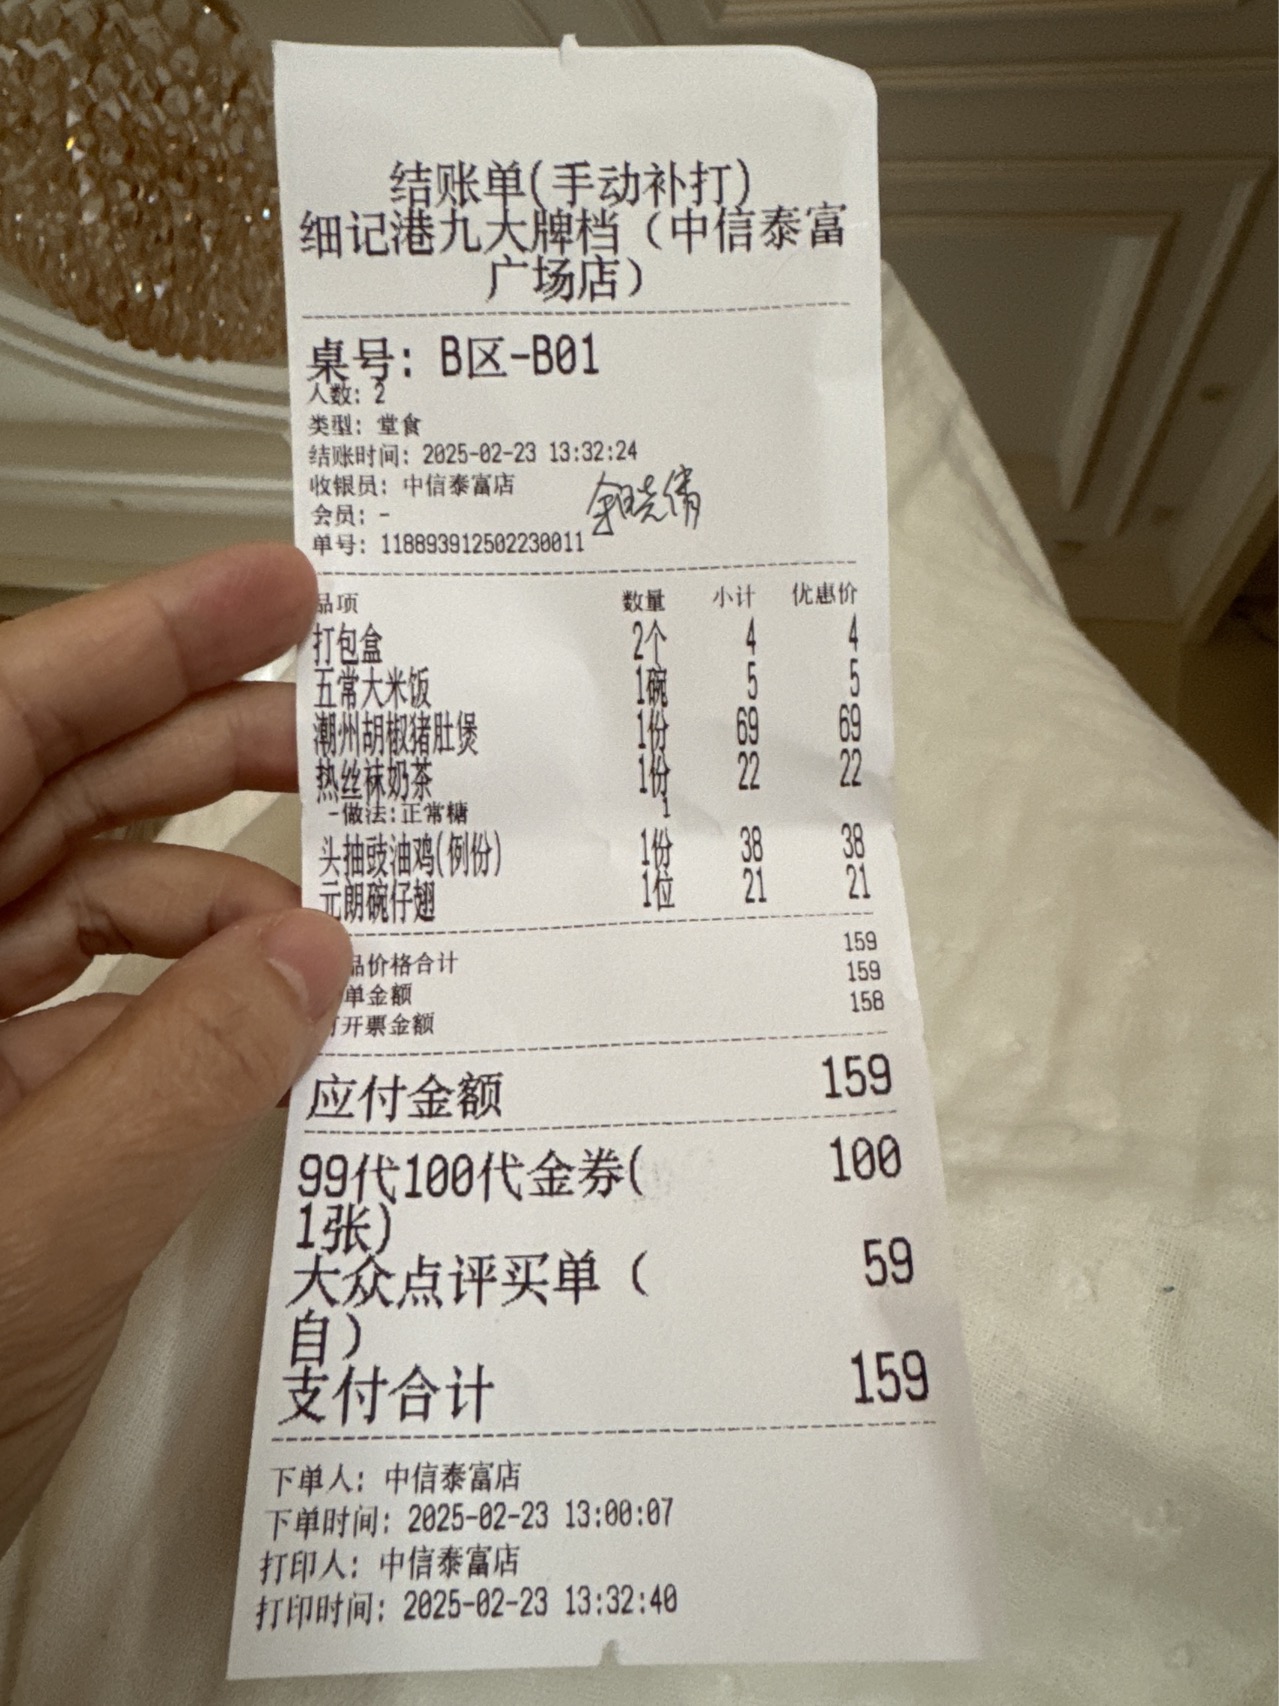 结账单(手动补打)
细记港九大牌档（中信泰富
广场店）
桌号: B区-B01
人数: 2
类型: 堂食
结账时间: 2025-02-23 13:32:24
收银员: 中信泰富店
会员: -
单号: 118893912502230011
品项 数量 小计 优惠价
打包盒 2个 4 4
五常大米饭 1碗 5 5
潮州胡椒猪肚煲 1份 69 69
热丝袜奶茶 1份 22 22
-做法:正常糖 1
头抽豉油鸡(例份) 1份 38 38
元朗碗仔翅 1位 21 21
品价格合计 159
单金额 159
开票金额 158
应付金额 159
99代100代金券( 100
1张)
大众点评买单（ 59
自）
支付合计 159
下单人: 中信泰富店
下单时间: 2025-02-23 13:00:07
打印人: 中信泰富店
打印时间: 2025-02-23 13:32:40